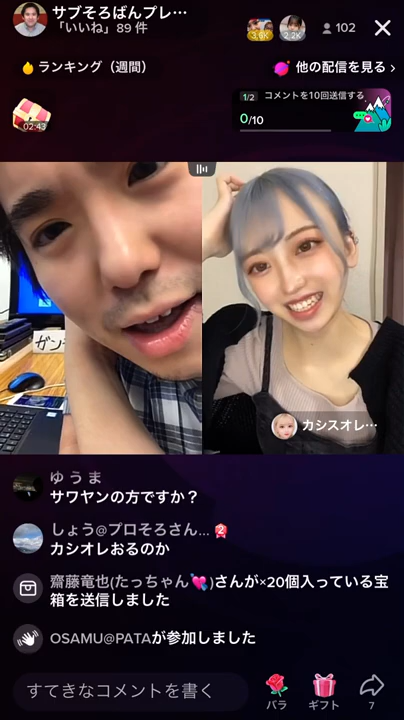 サブそろばんプレ…
「いいね」89 件
3.6K
2.2K
102
ランキング（週間）
他の配信を見る
02:43
1/2 コメントを10回送信する
0/10
ガン
カシスオレ…
ゆ う ま
サワヤンの方ですか？
しょう@プロそろさん… 2
カシオレおるのか
齋藤竜也(たっちゃん💘)さんが×20個入っている宝
箱を送信しました
OSAMU@PATAが参加しました
すてきなコメントを書く
バラ
ギフト
7